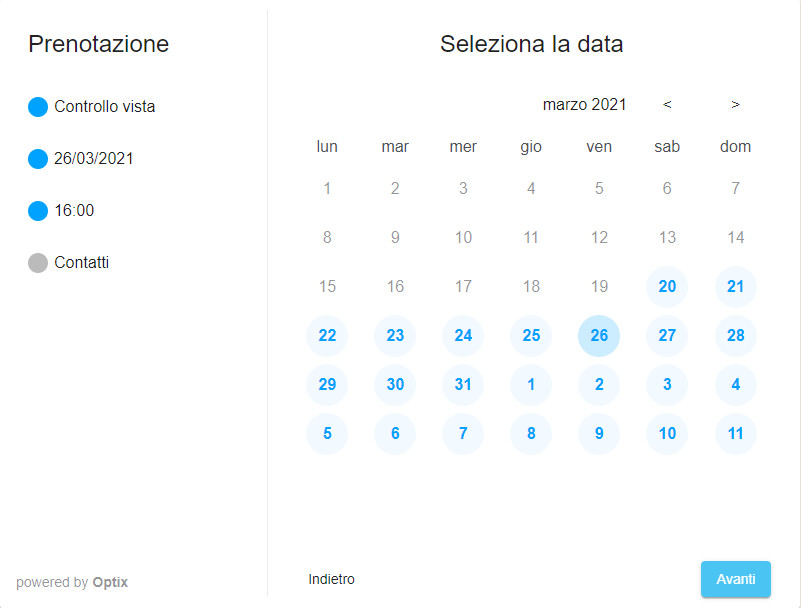 Prenotazione
Controllo vista
26/03/2021
16:00
Contatti
powered by Optix
Seleziona la data
marzo 2021 < >
lun mar mer gio ven sab dom
1 2 3 4 5 6 7
8 9 10 11 12 13 14
15 16 17 18 19 20 21
22 23 24 25 26 27 28
29 30 31 1 2 3 4
5 6 7 8 9 10 11
Indietro Avanti